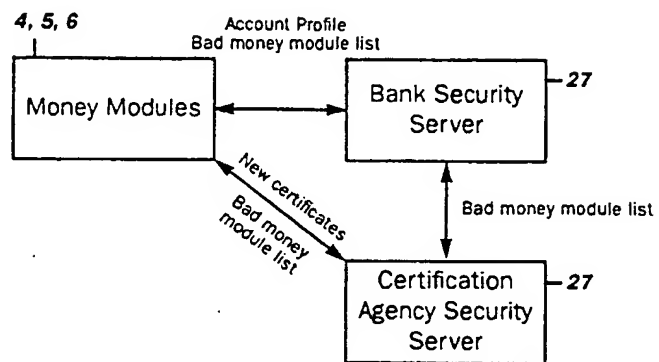 4, 5, 6
Account Profile
Bad money module list
Money Modules
Bank Security
Server
27
New certificates
Bad money
module list
Bad money module list
Certification
Agency Security
Server
27